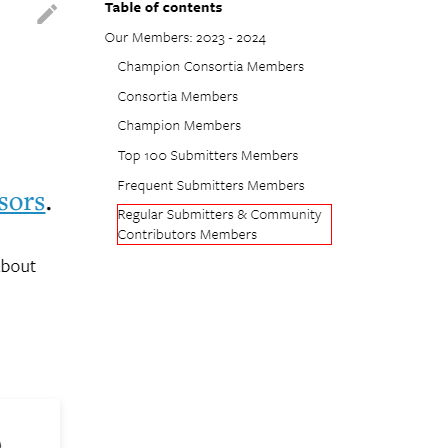 Table of contents
Our Members: 2023 - 2024
Champion Consortia Members
Consortia Members
Champion Members
Top 100 Submitters Members
Frequent Submitters Members
sors.
Regular Submitters & Community
Contributors Members
bout